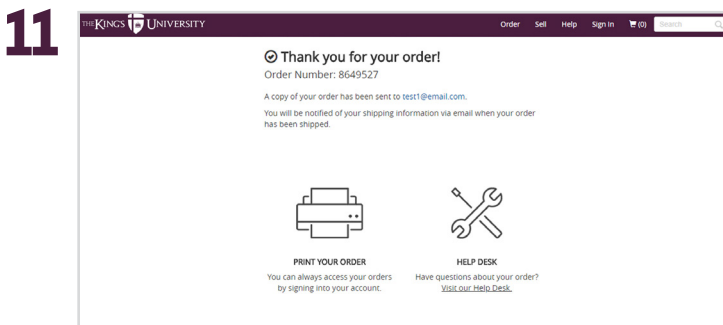 11
THE KING'S UNIVERSITY
Order Sell Help Sign In (0) Search
Thank you for your order!
Order Number: 8649527
A copy of your order has been sent to test1@email.com.
You will be notified of your shipping information via email when your order
has been shipped.
PRINT YOUR ORDER
You can always access your orders
by signing into your account.
HELP DESK
Have questions about your order?
Visit our Help Desk.